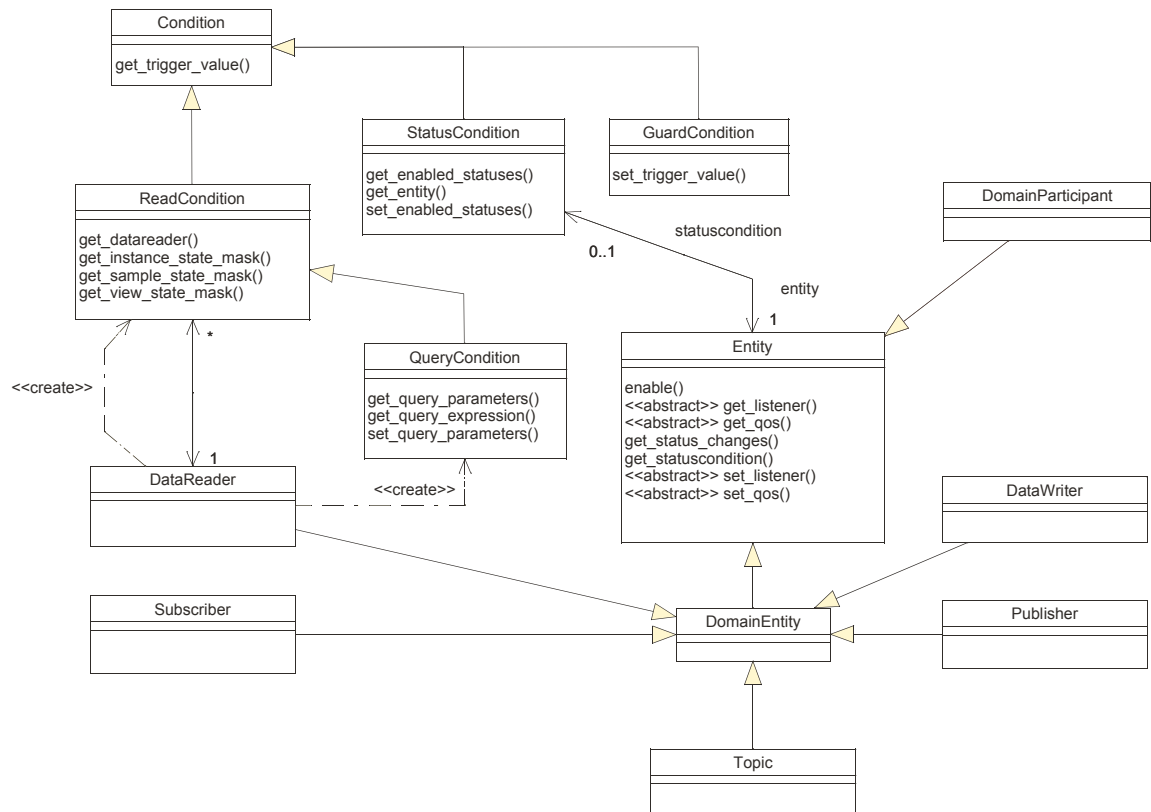 Condition
get_trigger_value()
StatusCondition
get_enabled_statuses()
get_entity()
set_enabled_statuses()
GuardCondition
set_trigger_value()
ReadCondition
get_datareader()
get_instance_state_mask()
get_sample_state_mask()
get_view_state_mask()
DomainParticipant
statuscondition
0..1
entity
1
*
Entity
enable()
<<abstract>> get_listener()
<<abstract>> get_qos()
get_status_changes()
get_statuscondition()
<<abstract>> set_listener()
<<abstract>> set_qos()
QueryCondition
get_query_parameters()
get_query_expression()
set_query_parameters()
<<create>>
1
DataReader
<<create>>
DataWriter
Subscriber
DomainEntity
Publisher
Topic